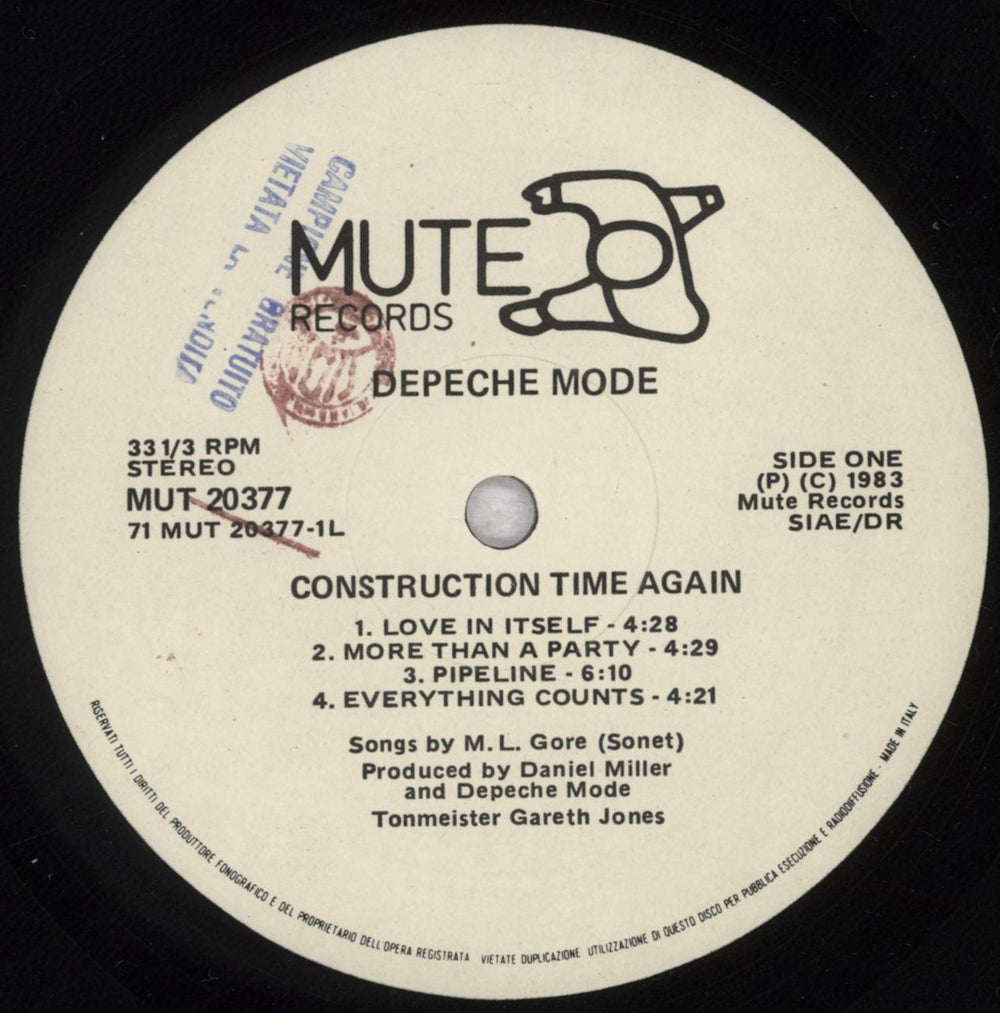 CAMPIONE GRATUITO
VIETATA LA VENDITA
MUTE
RECORDS
DEPECHE MODE
33 1/3 RPM
STEREO
MUT 20377
71 MUT 20377-1L
SIDE ONE
(P) (C) 1983
Mute Records
SIAE/DR
CONSTRUCTION TIME AGAIN
1. LOVE IN ITSELF - 4:28
2. MORE THAN A PARTY - 4:29
3. PIPELINE - 6:10
4. EVERYTHING COUNTS - 4:21
Songs by M.L. Gore (Sonet)
Produced by Daniel Miller
and Depeche Mode
Tonmeister Gareth Jones
RISERVATI TUTTI I DIRITTI DEL PRODUTTORE FONOGRAFICO E DEL PROPRIETARIO DELL'OPERA REGISTRATA VIETATE DUPLICAZIONE UTILIZZAZIONE DI QUESTO DISCO PER PUBBLICA ESECUZIONE E RADIODIFFUSIONE - MADE IN ITALY